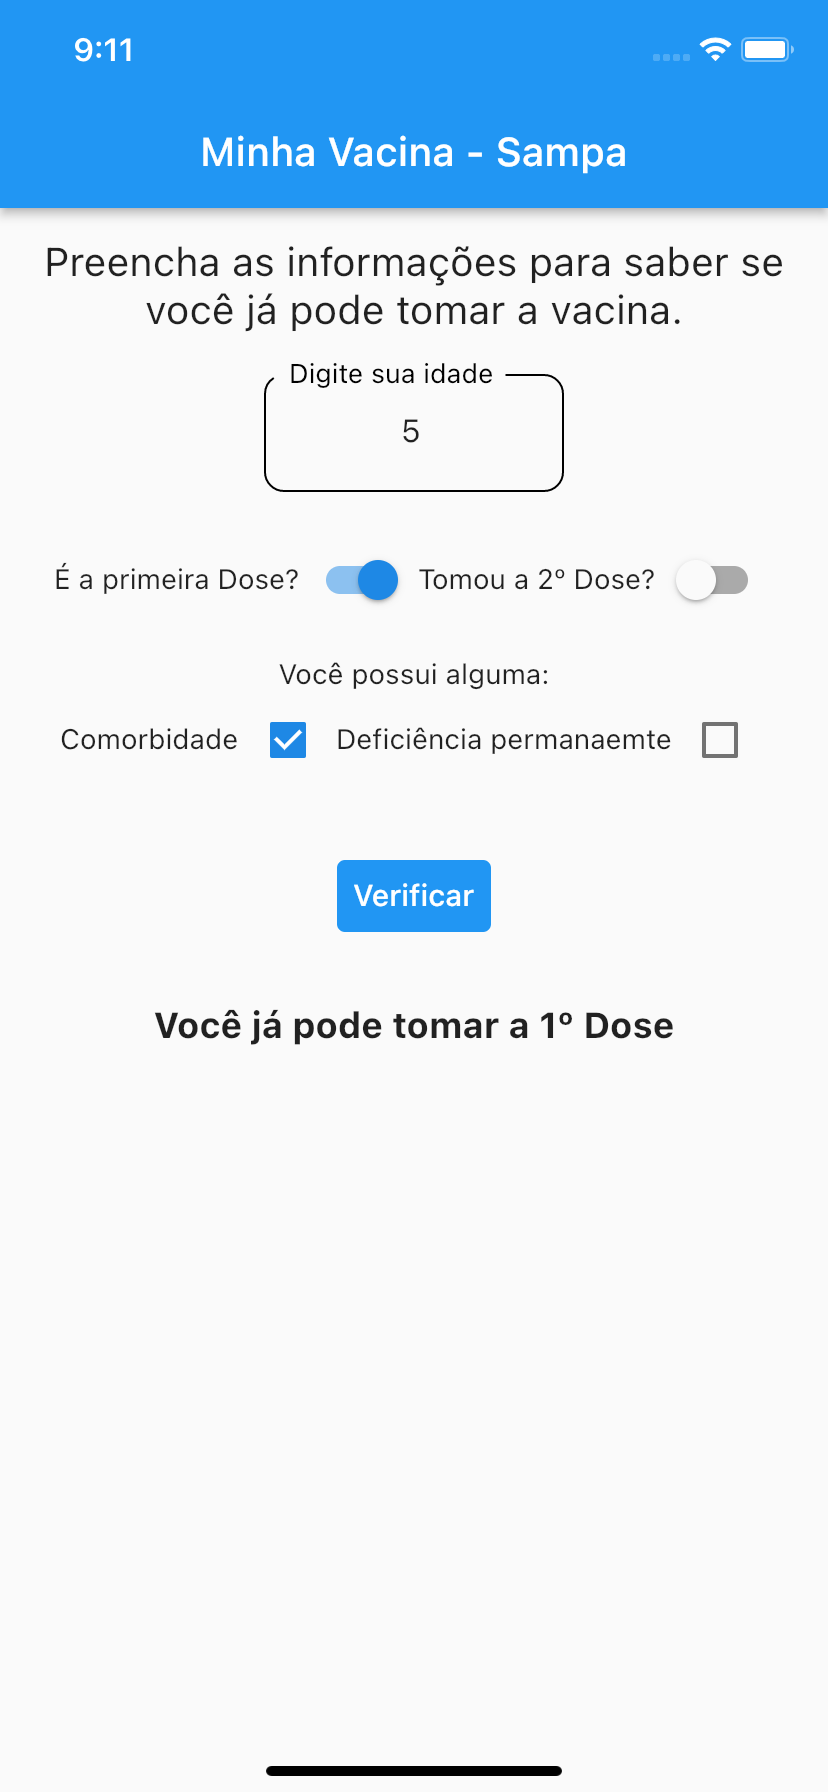 9:11
Minha Vacina - Sampa
Preencha as informações para saber se
você já pode tomar a vacina.
Digite sua idade
5
É a primeira Dose? Tomou a 2º Dose?
Você possui alguma:
Comorbidade Deficiência permanaemte
Verificar
Você já pode tomar a 1º Dose